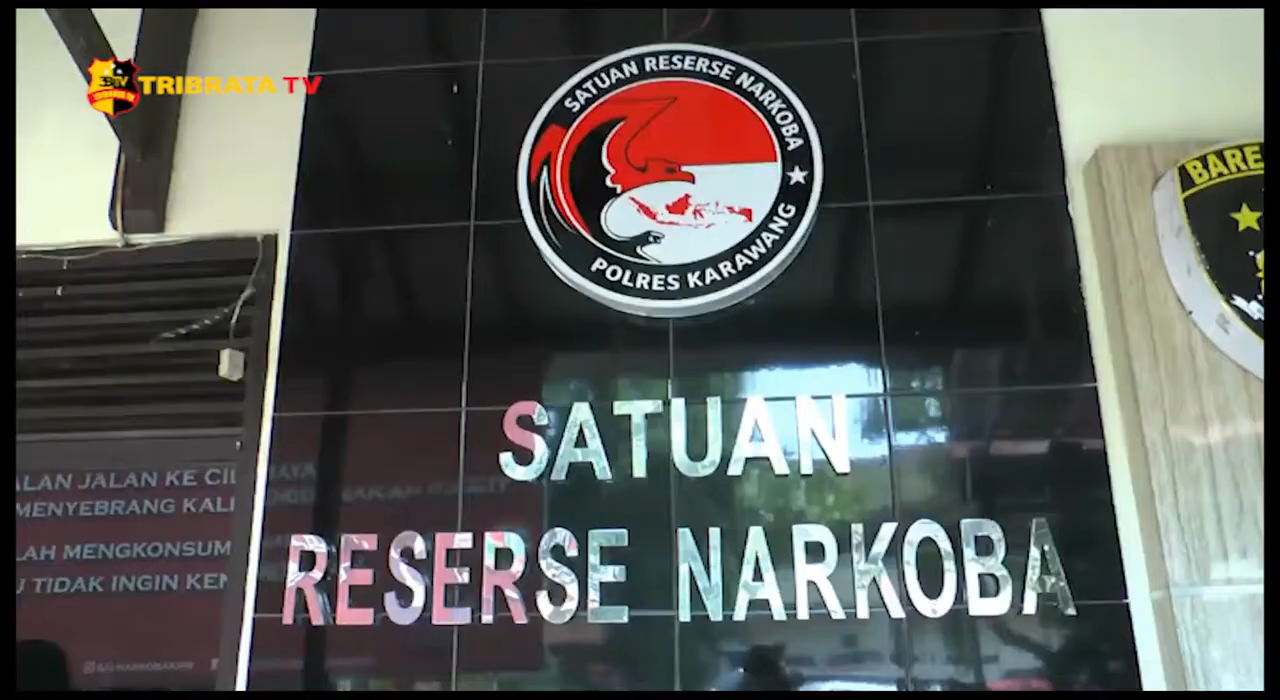 TRIBRATA TV
SATUAN RESERSE NARKOBA
POLRES KARAWANG
BARE
SATUAN
RESERSE NARKOBA
ALAN JALAN KE CIL
MENYEBRANG KALI
LAH MENGKONSUM
U TIDAK INGIN KEN